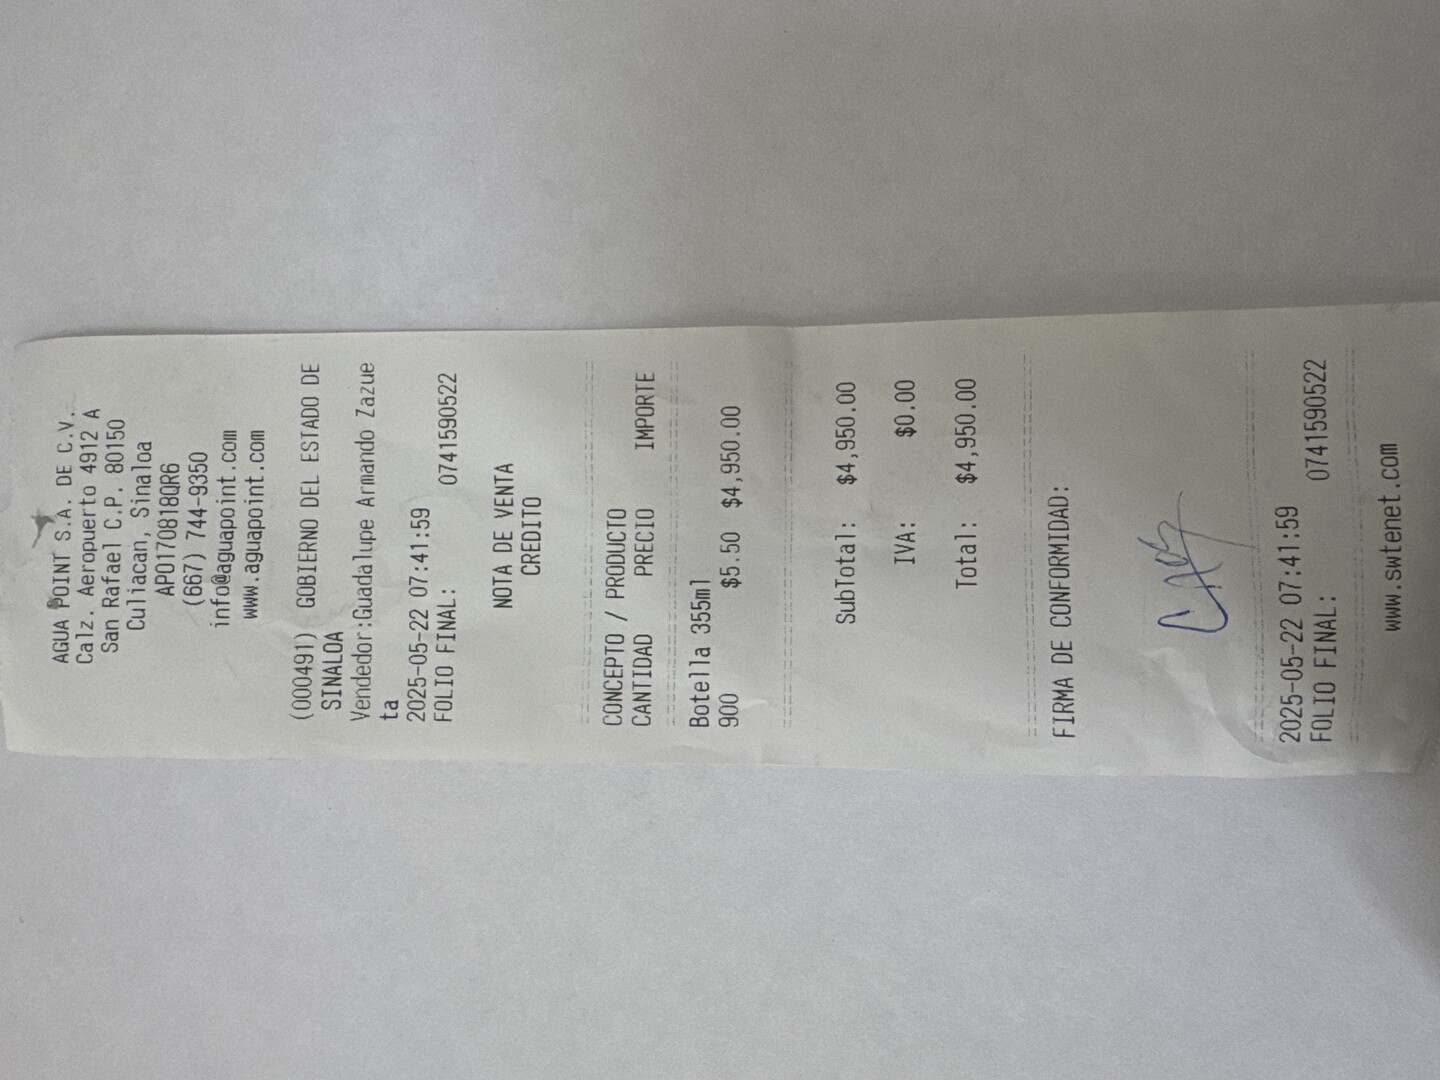 AGUA POINT S.A. DE C.V.
Calz. Aeropuerto 4912 A
San Rafael C.P. 80150
Culiacan, Sinaloa
APO170818QR6
(667) 744-9350
info@aguapoint.com
www.aguapoint.com
(000491) GOBIERNO DEL ESTADO DE
SINALOA
Vendedor:Guadalupe Armando Zazue
ta
2025-05-22 07:41:59
FOLIO FINAL: 0741590522
NOTA DE VENTA
CREDITO
CONCEPTO / PRODUCTO
CANTIDAD PRECIO IMPORTE
Botella 355ml
900 $5.50 $4,950.00
SubTotal: $4,950.00
IVA: $0.00
Total: $4,950.00
FIRMA DE CONFORMIDAD:
2025-05-22 07:41:59
FOLIO FINAL: 0741590522
www.swtenet.com